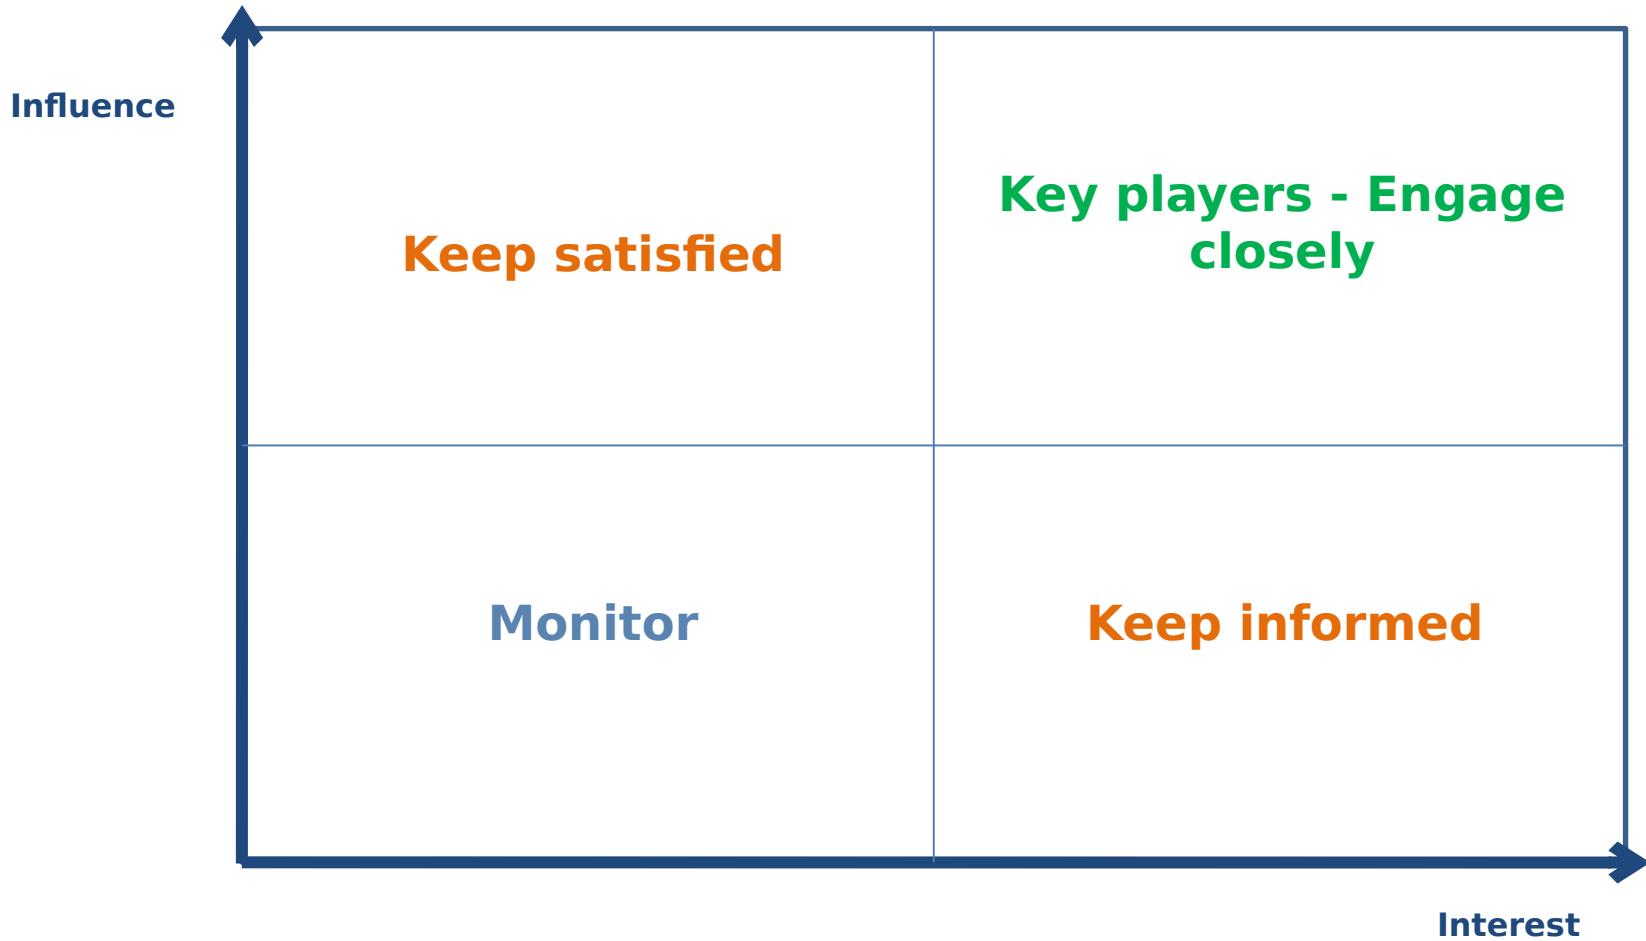 Influence
Keep satisfied
Key players - Engage
closely
Monitor
Keep informed
Interest